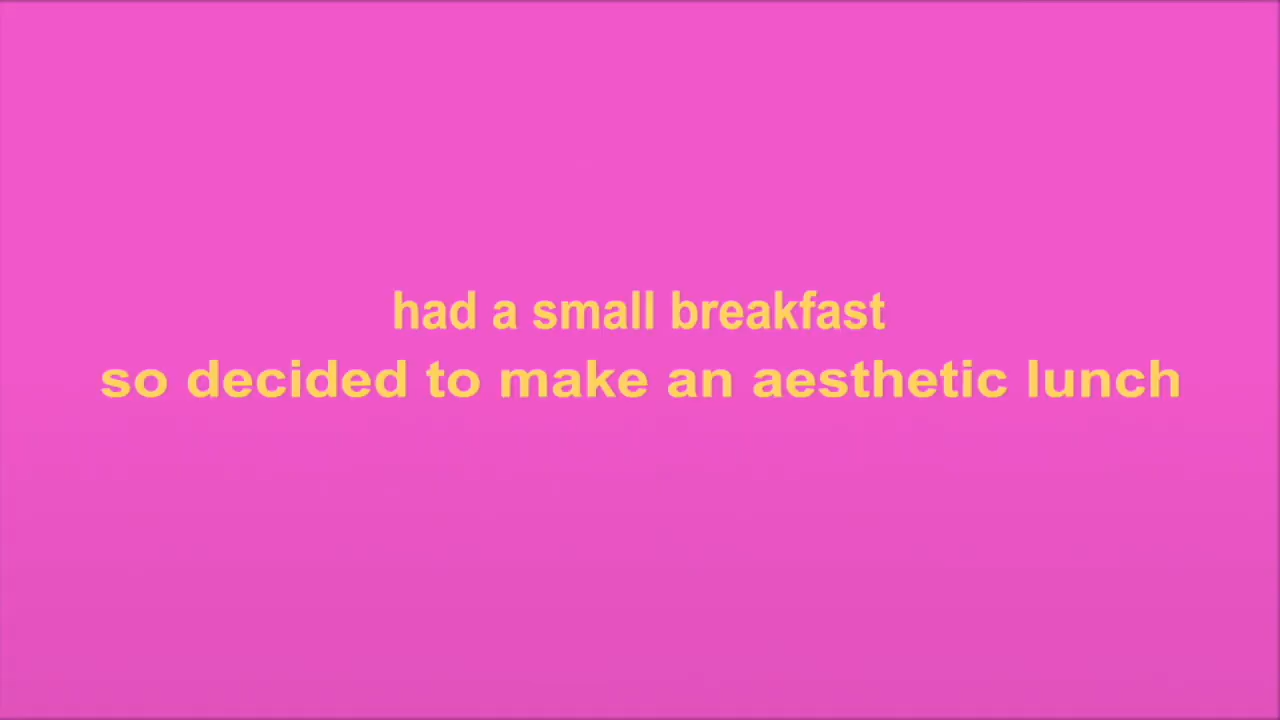 had a small breakfast
so decided to make an aesthetic lunch